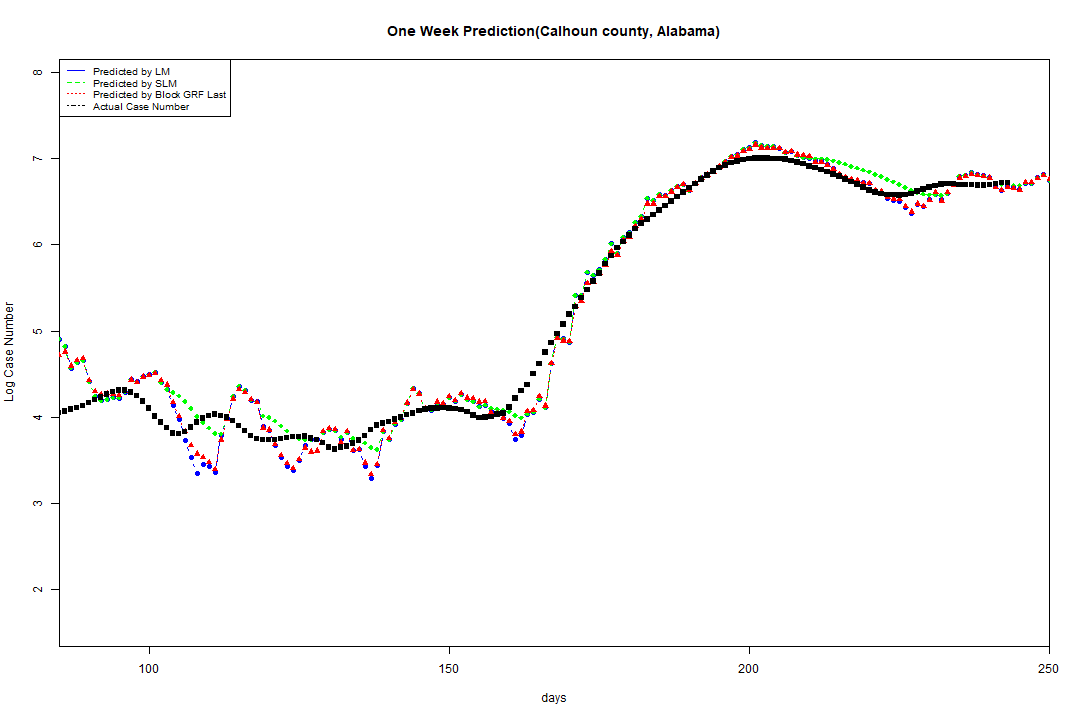 One Week Prediction(Calhoun county, Alabama)
Predicted by LM
Predicted by SLM
Predicted by Block GRF Last
Actual Case Number
8
7
6
5
4
3
2
Log Case Number
100
150
200
250
days